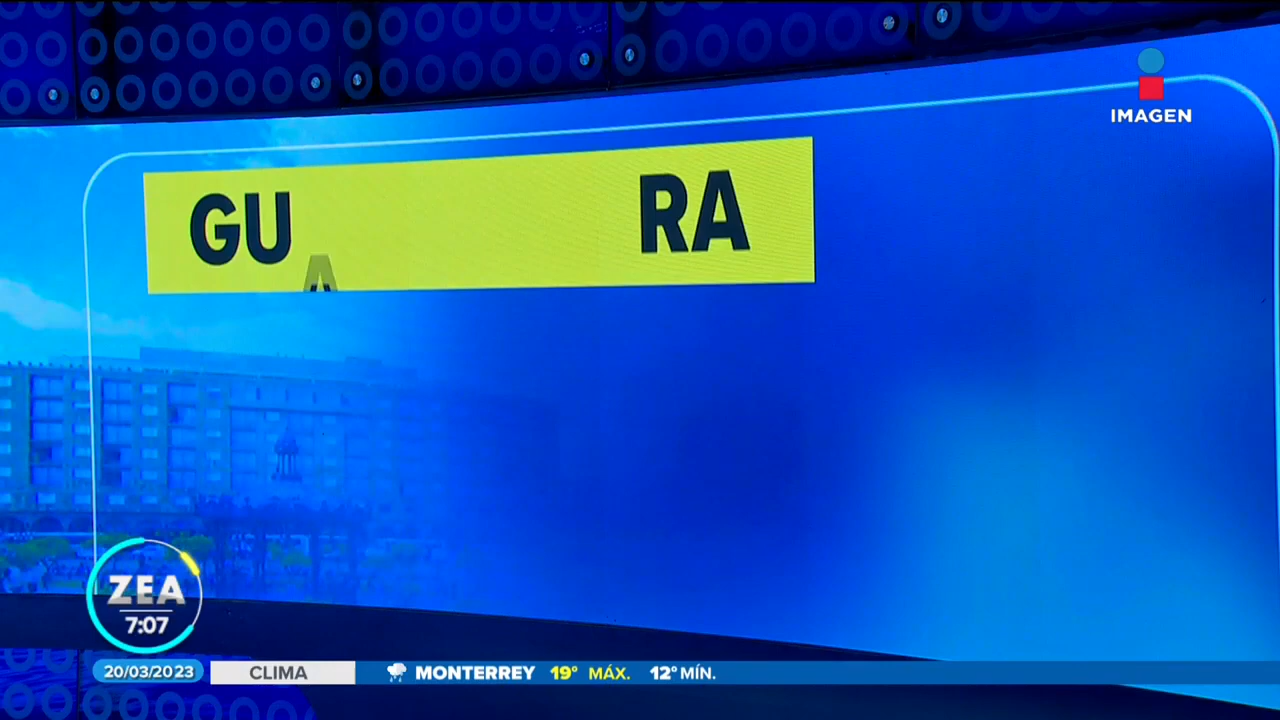 IMAGEN
GU RA
ZEA
7:07
20/03/2023 CLIMA MONTERREY 19° MÁX. 12° MÍN.